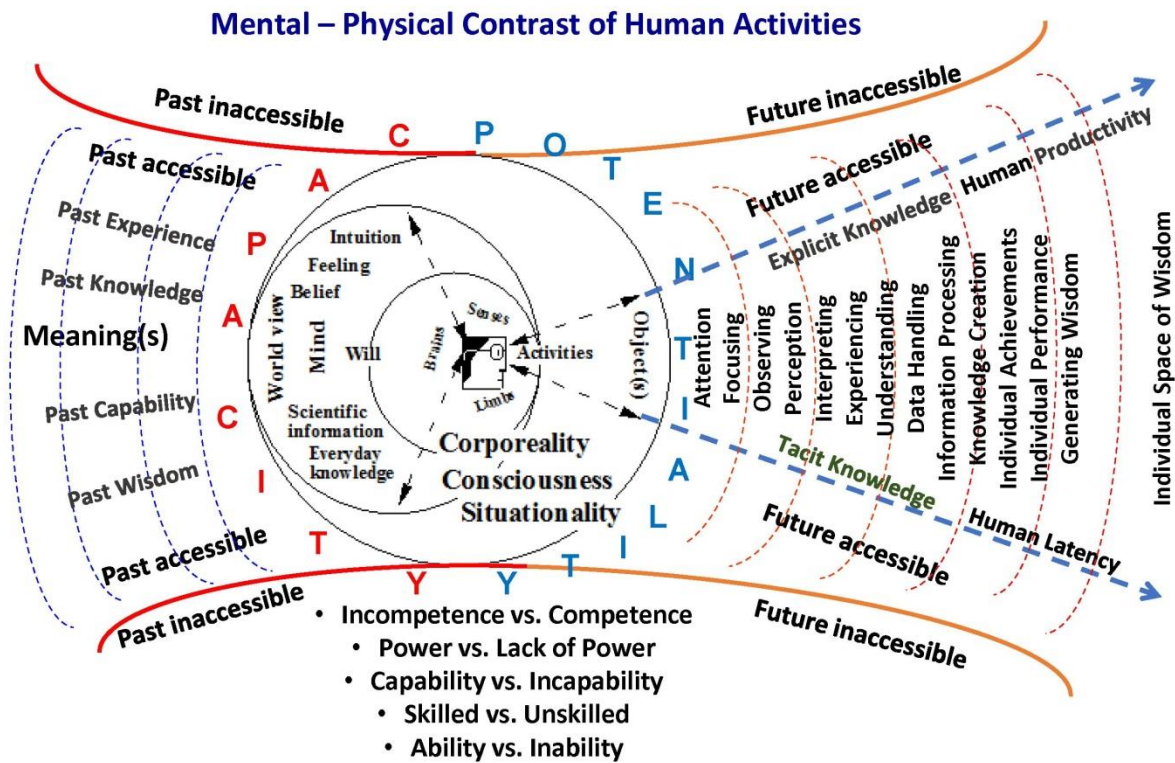 Mental – Physical Contrast of Human Activities
Past inaccessible
Future inaccessible
Past accessible
Future accessible
CAPACITY
POTENTIALITY
Past Experience
Past Knowledge
Meaning(s)
Past Capability
Past Wisdom
Past accessible
Past inaccessible
Intuition
Feeling
Belief
World view
Mind
Will
Scientific
information
Everyday
knowledge
Brains
Senses
Activities
Limbs
Object(s)
Corporeality
Consciousness
Situationality
Explicit Knowledge
Human Productivity
Attention
Focusing
Observing
Perception
Interpreting
Experiencing
Understanding
Data Handling
Information Processing
Knowledge Creation
Individual Achievements
Individual Performance
Generating Wisdom
Individual Space of Wisdom
Tacit Knowledge
Human Latency
Future accessible
Future inaccessible
• Incompetence vs. Competence
• Power vs. Lack of Power
• Capability vs. Incapability
• Skilled vs. Unskilled
• Ability vs. Inability